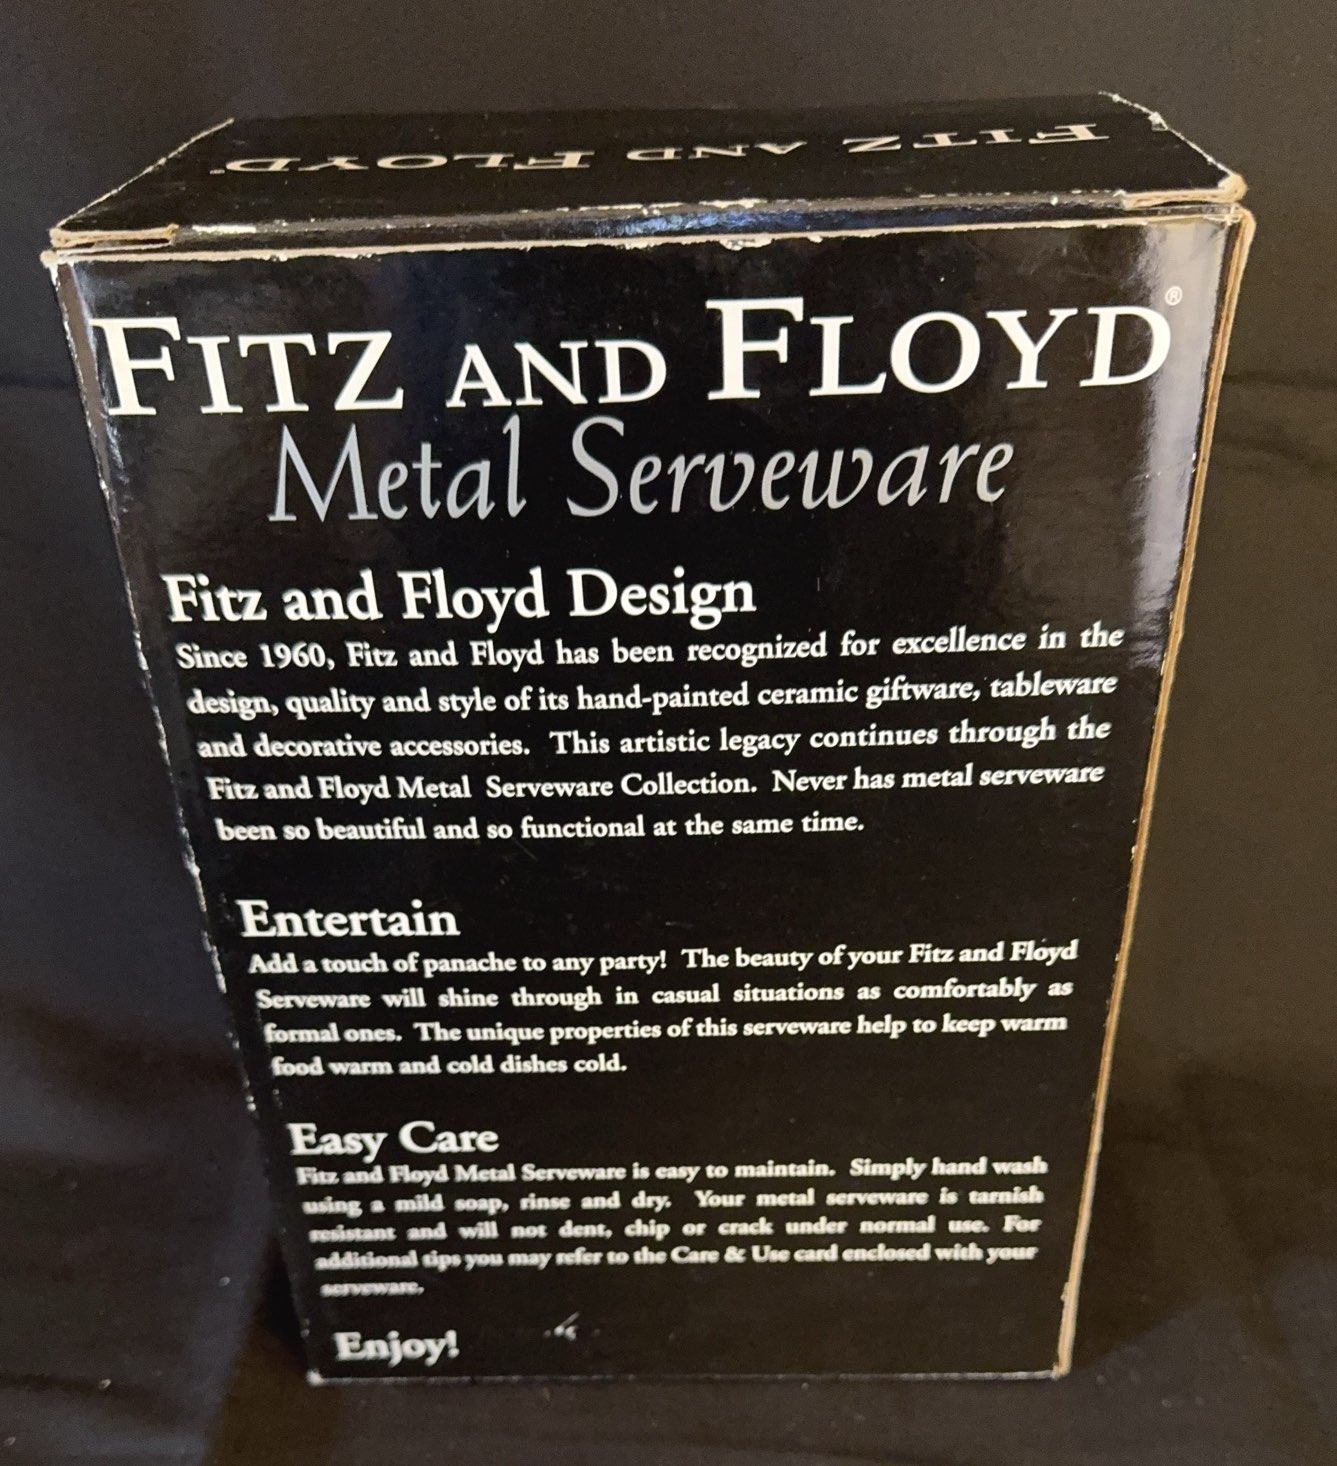 FITZ AND FLOYD®
FITZ AND FLOYD®
Metal Serveware
Fitz and Floyd Design
Since 1960, Fitz and Floyd has been recognized for excellence in the
design, quality and style of its hand-painted ceramic giftware, tableware
and decorative accessories. This artistic legacy continues through the
Fitz and Floyd Metal Serveware Collection. Never has metal serveware
been so beautiful and so functional at the same time.
Entertain
Add a touch of panache to any party! The beauty of your Fitz and Floyd
Serveware will shine through in casual situations as comfortably as
formal ones. The unique properties of this serveware help to keep warm
food warm and cold dishes cold.
Easy Care
Fitz and Floyd Metal Serveware is easy to maintain. Simply hand wash
using a mild soap, rinse and dry. Your metal serveware is tarnish
resistant and will not dent, chip or crack under normal use. For
additional tips you may refer to the Care & Use card enclosed with your
serveware.
Enjoy!